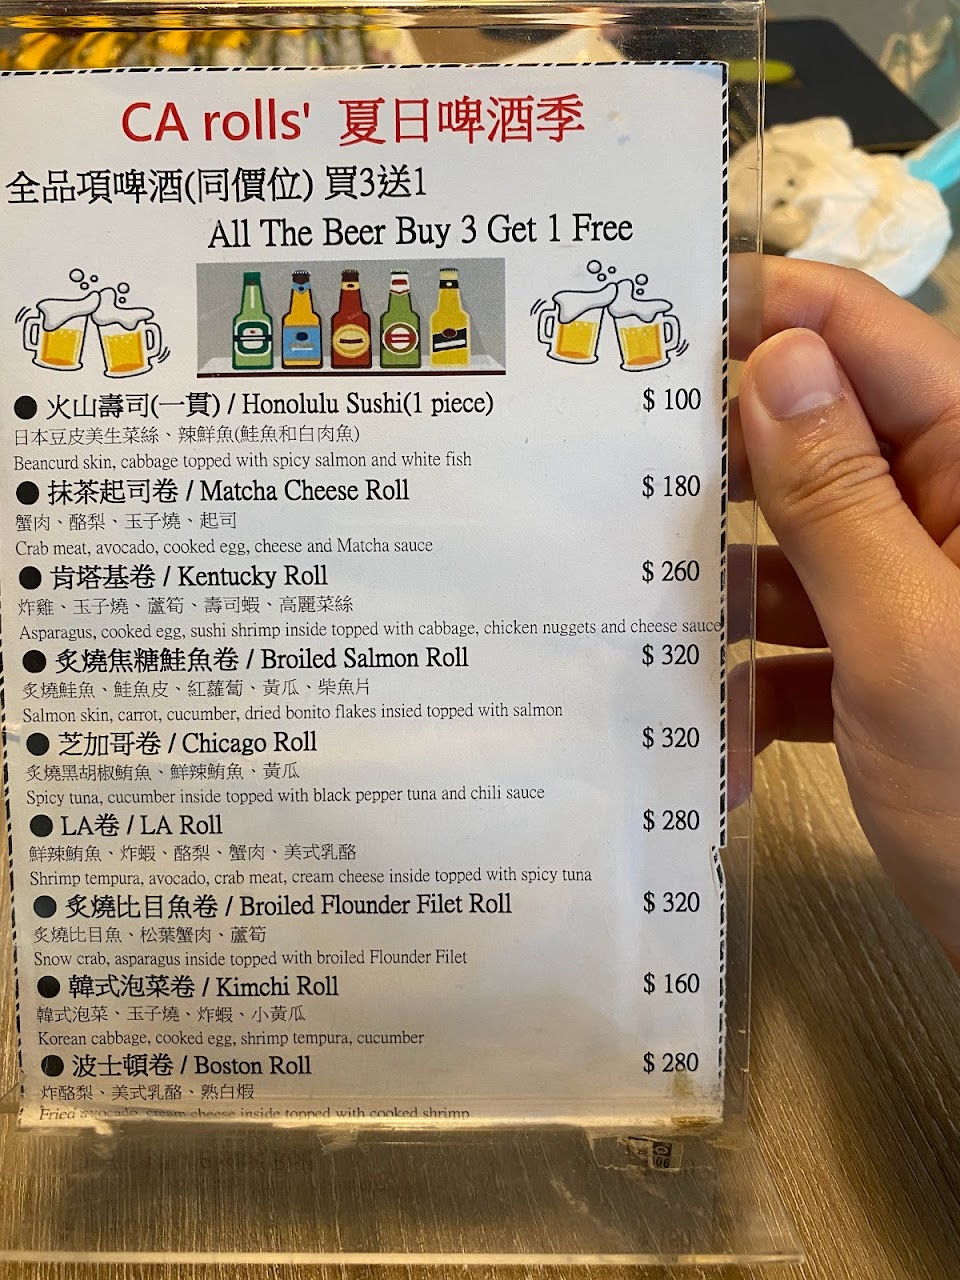 CA rolls' 夏日啤酒季
全品項啤酒(同價位) 買3送1
All The Beer Buy 3 Get 1 Free
● 火山壽司(一貫) / Honolulu Sushi(1 piece) $ 100
日本豆皮美生菜絲、辣鮮魚(鮭魚和白肉魚)
Beancurd skin, cabbage topped with spicy salmon and white fish
● 抹茶起司卷 / Matcha Cheese Roll $ 180
蟹肉、酪梨、玉子燒、起司
Crab meat, avocado, cooked egg, cheese and Matcha sauce
● 肯塔基卷 / Kentucky Roll $ 260
炸雞、玉子燒、蘆筍、壽司蝦、高麗菜絲
Asparagus, cooked egg, sushi shrimp inside topped with cabbage, chicken nuggets and cheese sauce
● 炙燒焦糖鮭魚卷 / Broiled Salmon Roll $ 320
炙燒鮭魚、鮭魚皮、紅蘿蔔、黃瓜、柴魚片
Salmon skin, carrot, cucumber, dried bonito flakes insied topped with salmon
● 芝加哥卷 / Chicago Roll $ 320
炙燒黑胡椒鮪魚、鮮辣鮪魚、黃瓜
Spicy tuna, cucumber inside topped with black pepper tuna and chili sauce
● LA卷 / LA Roll $ 280
鮮辣鮪魚、炸蝦、酪梨、蟹肉、美式乳酪
Shrimp tempura, avocado, crab meat, cream cheese inside topped with spicy tuna
● 炙燒比目魚卷 / Broiled Flounder Filet Roll $ 320
炙燒比目魚、松葉蟹肉、蘆筍
Snow crab, asparagus inside topped with broiled Flounder Filet
● 韓式泡菜卷 / Kimchi Roll $ 160
韓式泡菜、玉子燒、炸蝦、小黃瓜
Korean cabbage, cooked egg, shrimp tempura, cucumber
● 波士頓卷 / Boston Roll $ 280
炸酪梨、美式乳酪、熟白煆
Fried avocado, cream cheese inside topped with cooked shrimp